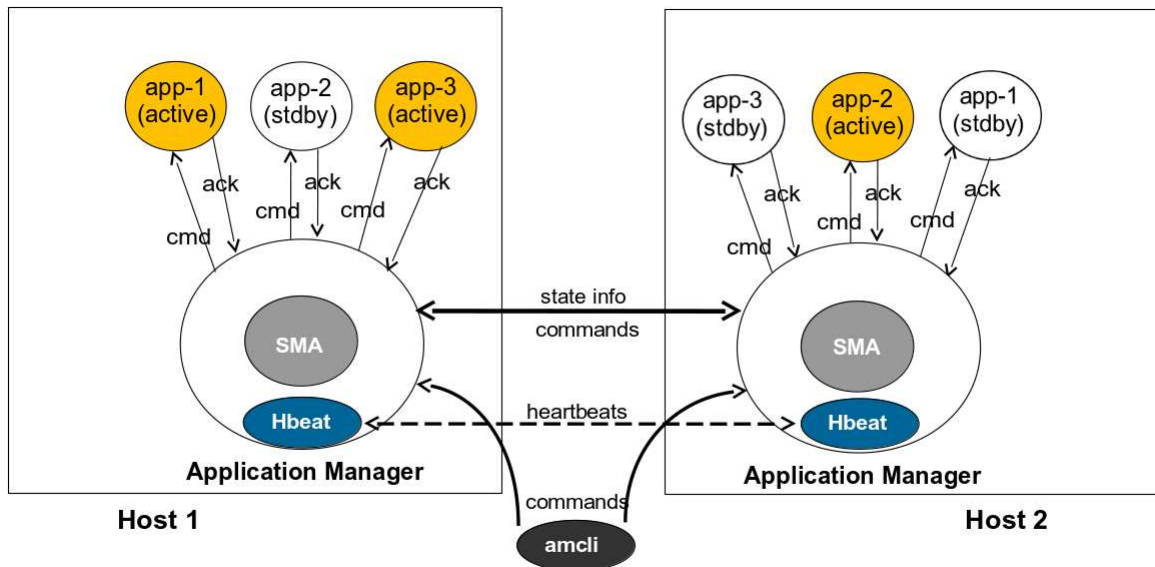 app-1
(active)
app-2
(stdby)
app-3
(active)
ack
cmd
ack
cmd
ack
cmd
SMA
Hbeat
Application Manager
Host 1
state info
commands
heartbeats
commands
amcli
app-3
(stdby)
app-2
(active)
app-1
(stdby)
ack
cmd
ack
cmd
ack
cmd
SMA
Hbeat
Application Manager
Host 2